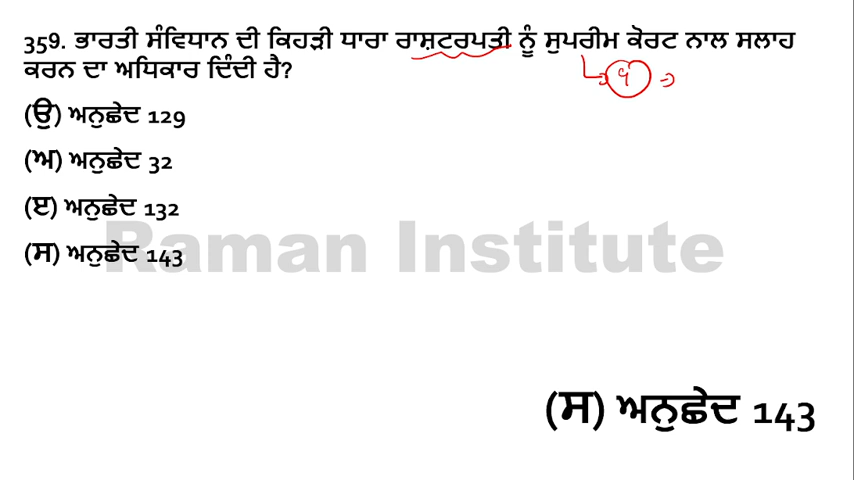 359. ਭਾਰਤੀ ਸੰਵਿਧਾਨ ਦੀ ਕਿਹੜੀ ਧਾਰਾ ਰਾਸ਼ਟਰਪਤੀ ਨੂੰ ਸੁਪਰੀਮ ਕੋਰਟ ਨਾਲ ਸਲਾਹ
ਕਰਨ ਦਾ ਅਧਿਕਾਰ ਦਿੰਦੀ ਹੈ?
(ੳ) ਅਨੁਛੇਦ 129
(ਅ) ਅਨੁਛੇਦ 32
(ੲ) ਅਨੁਛੇਦ 132
(ਸ) ਅਨੁਛੇਦ 143
Raman Institute
(ਸ) ਅਨੁਛੇਦ 143